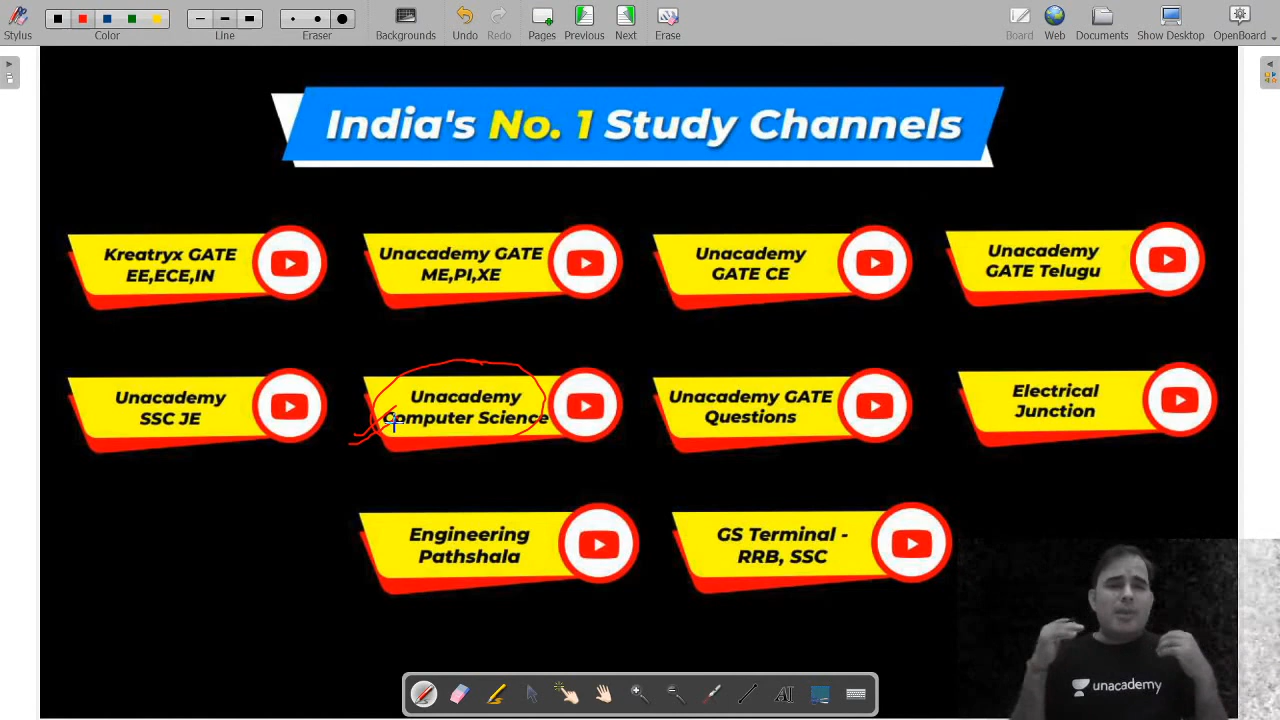 Stylus
Color
Line
Eraser
Backgrounds
Undo
Redo
Pages
Previous
Next
Erase
Board
Web
Documents
Show Desktop
OpenBoard
India's No. 1 Study Channels
Kreatryx GATE
EE,ECE,IN
Unacademy GATE
ME,PI,XE
Unacademy
GATE CE
Unacademy
GATE Telugu
Unacademy
SSC JE
Unacademy
Computer Science
Unacademy GATE
Questions
Electrical
Junction
Engineering
Pathshala
GS Terminal -
RRB, SSC
unacademy
AI